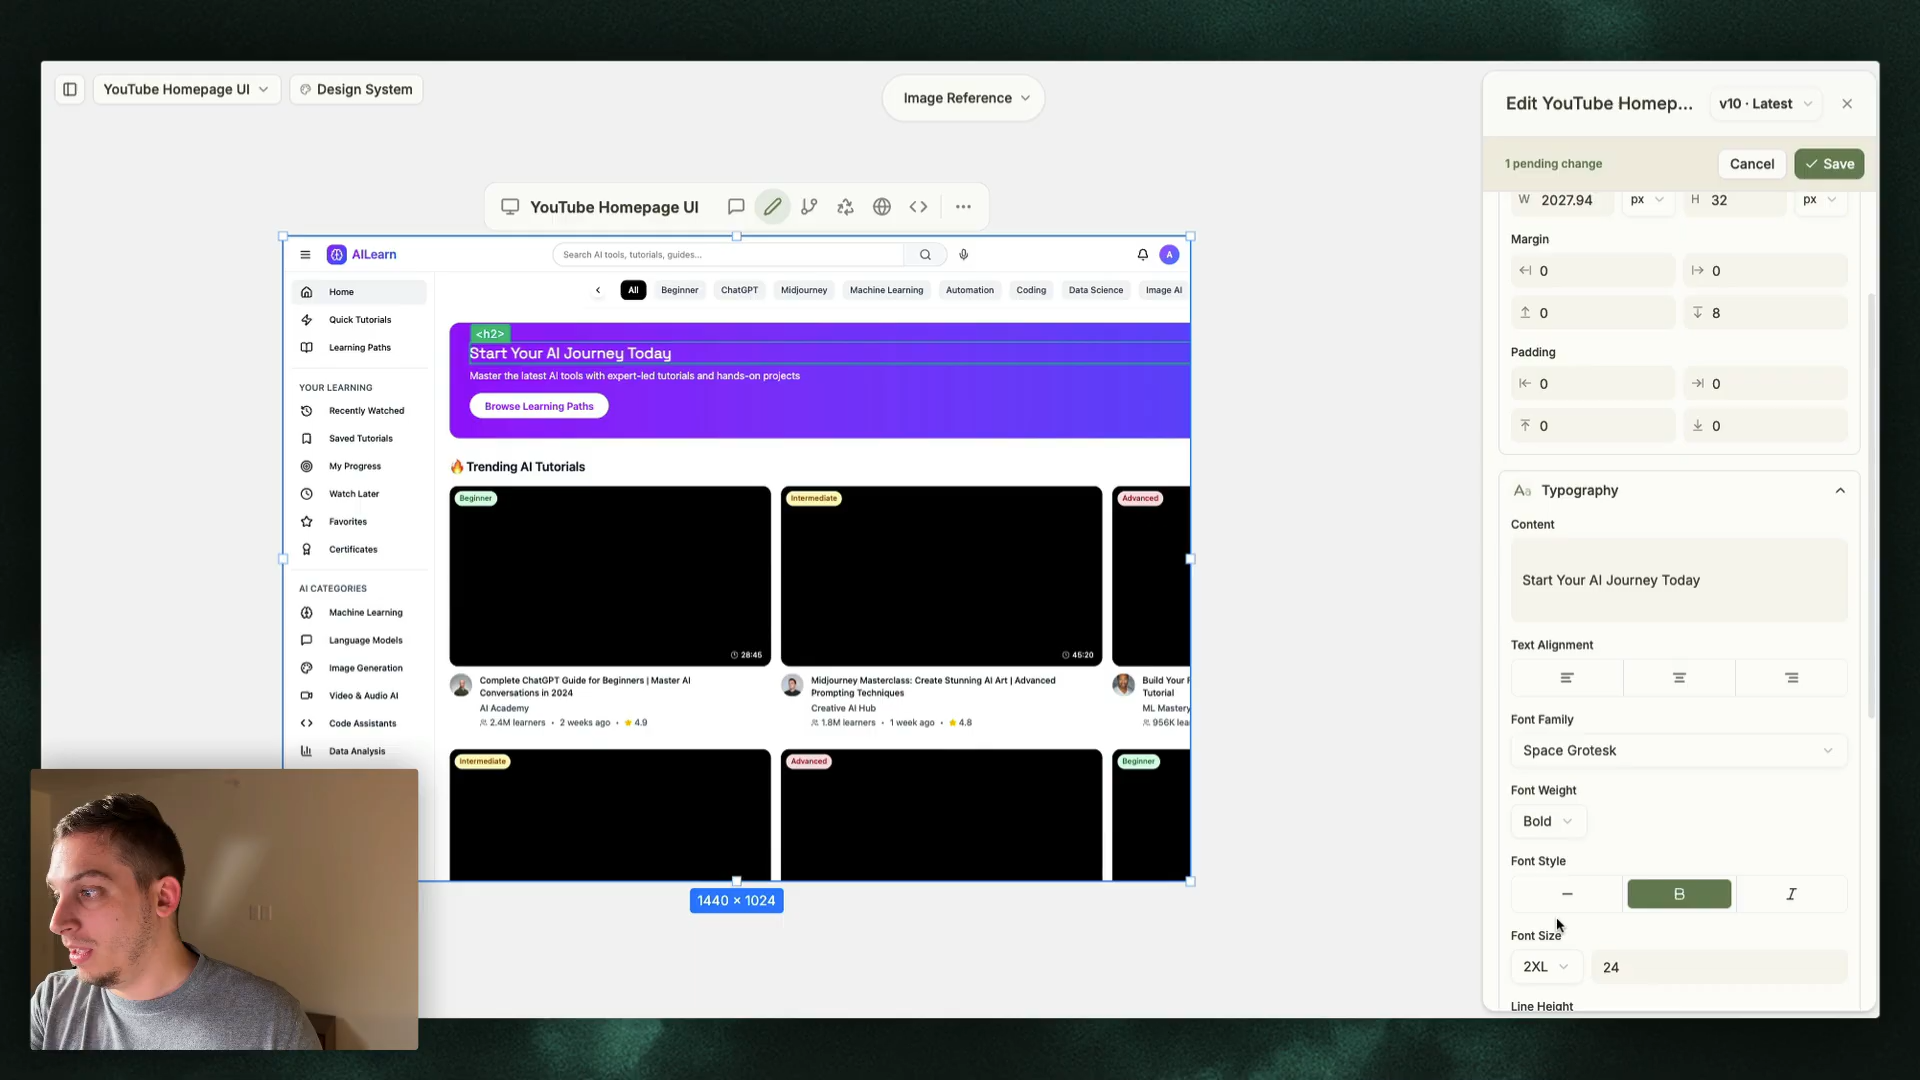 YouTube Homepage UI
Design System
Image Reference
Edit YouTube Homep...
v10 · Latest
1 pending change
Cancel
Save
W 2027.94 px H 32 px
Margin
0 0
0 8
Padding
0 0
0 0
Typography
Content
Start Your AI Journey Today
Text Alignment
Font Family
Space Grotesk
Font Weight
Bold
Font Style
B I
Font Size
2XL 24
Line Height
YouTube Homepage UI
AILearn
Search AI tools, tutorials, guides...
A
Home
Quick Tutorials
Learning Paths
YOUR LEARNING
Recently Watched
Saved Tutorials
My Progress
Watch Later
Favorites
Certificates
AI CATEGORIES
Machine Learning
Language Models
Image Generation
Video & Audio AI
Code Assistants
Data Analysis
All Beginner ChatGPT Midjourney Machine Learning Automation Coding Data Science Image AI
<h2>
Start Your AI Journey Today
Master the latest AI tools with expert-led tutorials and hands-on projects
Browse Learning Paths
🔥 Trending AI Tutorials
Beginner
28:45
Complete ChatGPT Guide for Beginners | Master AI
Conversations in 2024
AI Academy
2.4M learners • 2 weeks ago • 4.9
Intermediate
45:20
Midjourney Masterclass: Create Stunning AI Art | Advanced
Prompting Techniques
Creative AI Hub
1.8M learners • 1 week ago • 4.8
Advanced
Build Your
Tutorial
ML Mastery
956K lea
Intermediate
Advanced
Beginner
1440 × 1024